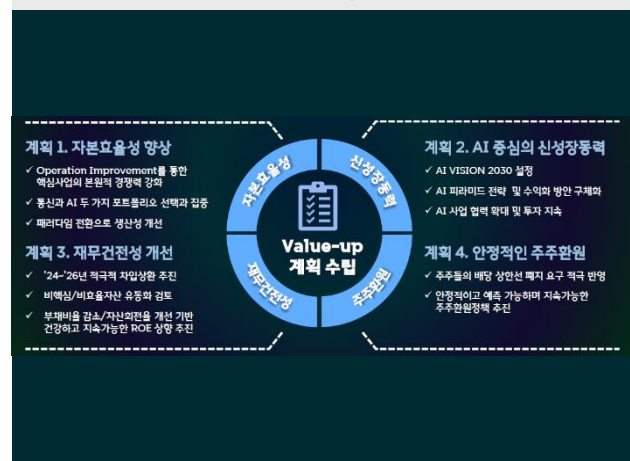 계획 1. 자본효율성 향상
✓ Operation Improvoment를 통한
핵심사업의 본원적 경쟁력 강화
✓ 통신과 AI 두 가지 포트폴리오 선택과 집중
✓ 패러다임 전환으로 생산성 개선
계획 2. AI 중심의 신성장동력
✓ AI VISION 2030 설정
✓ AI 피라미드 전략 및 수익화 방안 구체화
✓ AI 사업 협력 확대 및 투자 지속
자본효율성
신성장동력
Value-up
계획 수립
재무건전성
주주환원
계획 3. 재무건전성 개선
✓ '24~'26년 적극적 차입상환 추진
✓ 비핵심/비효율자산 유동화 검토
✓ 부채비율 감소/자산회전율 개선 기반
건강하고 지속가능한 ROE 상향 추진
계획 4. 안정적인 주주환원
✓ 주주들의 배당 상한선 폐지 요구 적극 반영
✓ 안정적이고 예측 가능하며 지속가능한
주주환원정책 추진